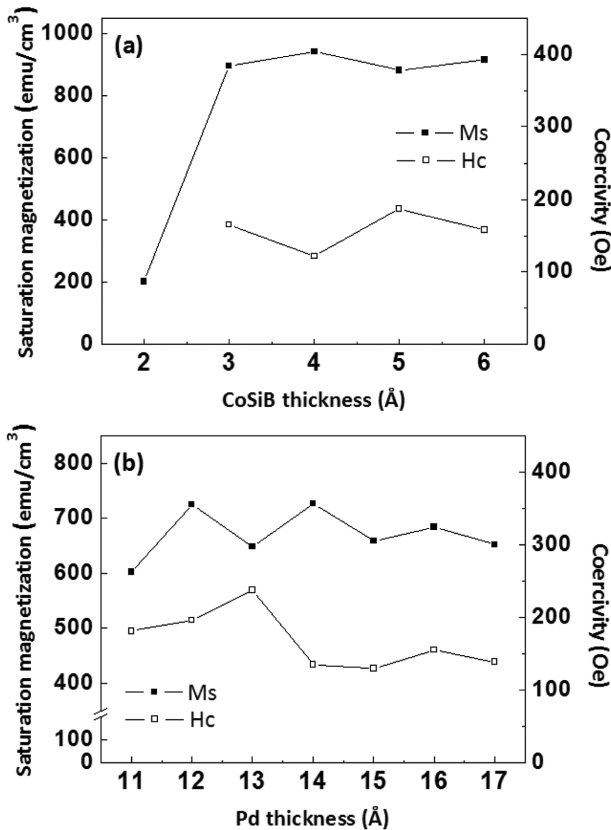 (a)
Saturation magnetization (emu/cm³)
1000
800
600
400
200
0
Ms
Hc
400
300
200
100
0
Coercivity (Oe)
2 3 4 5 6
CoSiB thickness (Å)
(b)
Saturation magnetization (emu/cm³)
800
700
600
500
400
100
0
Ms
Hc
400
300
200
100
0
Coercivity (Oe)
11 12 13 14 15 16 17
Pd thickness (Å)